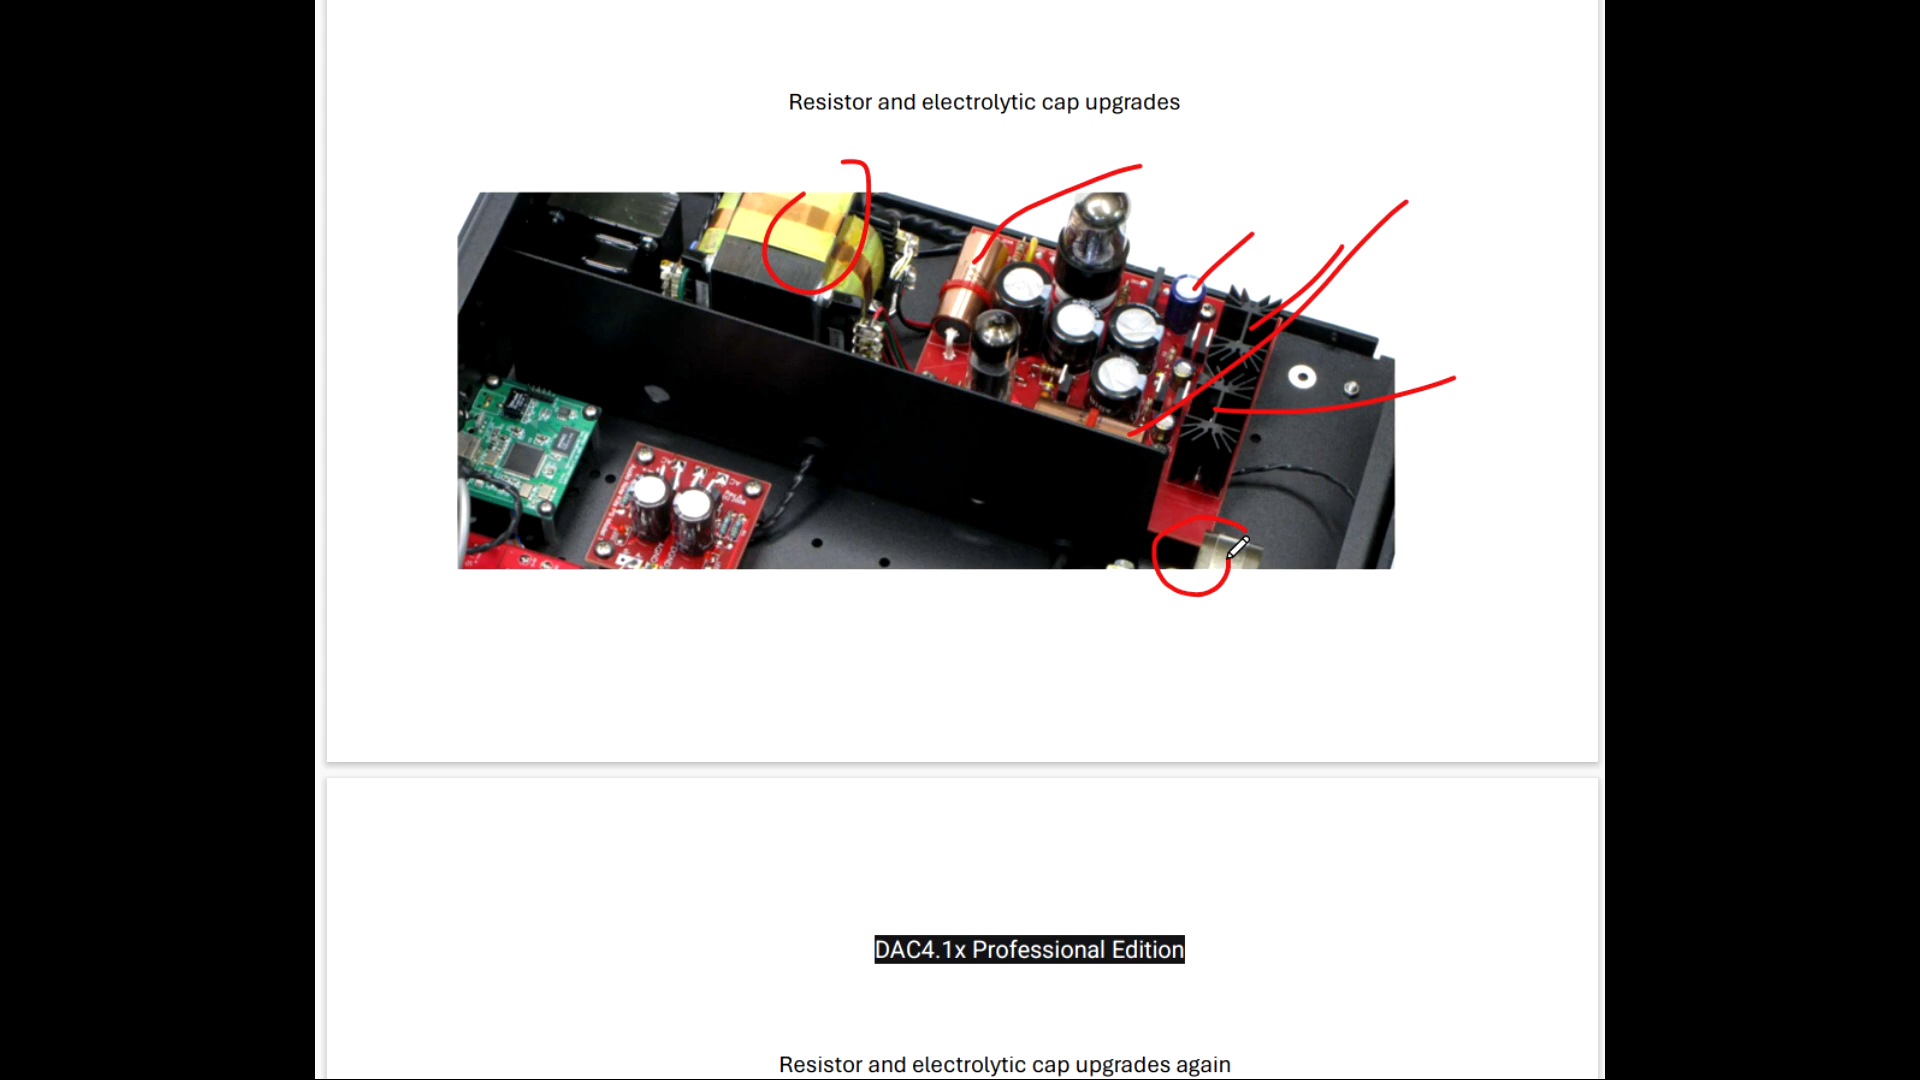 Resistor and electrolytic cap upgrades
DAC4.1x Professional Edition
Resistor and electrolytic cap upgrades again